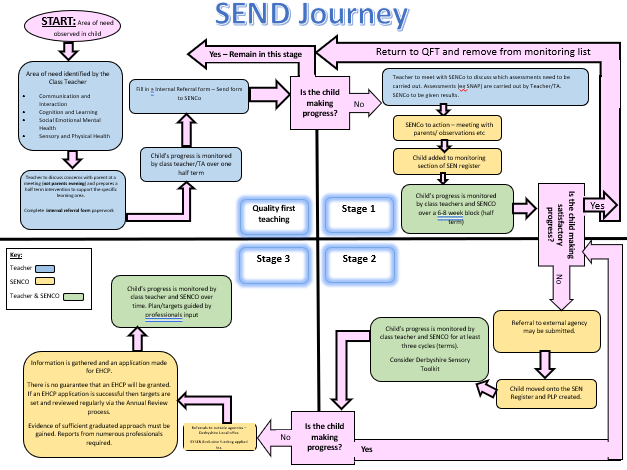 SEND Journey
START: Area of need
observed in child
Yes – Remain in this stage
Return to QFT and remove from monitoring list
Area of need identified by the
Class Teacher
• Communication and
Interaction
• Cognition and Learning
• Social Emotional Mental
Health
• Sensory and Physical Health
Fill in a Internal Referral form – Send form
to SENCo
Is the child
making
progress?
No
Teacher to meet with SENCo to discuss which assessments need to be
carried out. Assessments (eg SNAP) are carried out by Teacher/TA.
SENCo to be given results.
SENCo to action – meeting with
parents/ observations etc
Child added to monitoring
section of SEN register
Child's progress is monitored
by class teacher/TA over one
half term
Teacher to discuss concerns with parent at a
meeting (not parents evening) and prepares a
half term intervention to support the specific
learning area.
Complete internal referral form paperwork
Child's progress is monitored
by class teachers and SENCO
over a 6-8 week block (half
term)
Is the child making
satisfactory
progress?
Yes
No
Quality first
teaching
Stage 1
Stage 3
Stage 2
Key:
Teacher
SENCO
Teacher & SENCO
Child's progress is monitored by
class teacher and SENCO over
time. Plan/targets guided by
professionals input
Referral to external agency
may be submitted.
Child's progress is monitored by
class teacher and SENCO for at least
three cycles (terms).
Consider Derbyshire Sensory
Toolkit
Child moved onto the SEN
Register and PLP created.
Information is gathered and an application made
for EHCP.
There is no guarantee that an EHCP will be granted.
If an EHCP application is successful then targets are
set and reviewed regularly via the Annual Review
process.
Evidence of sufficient graduated approach must be
gained. Reports from numerous professionals
required.
Referrals to outside agencies –
Derbyshire Local office
funding applied
No
Is the child
making
progress?
Yes